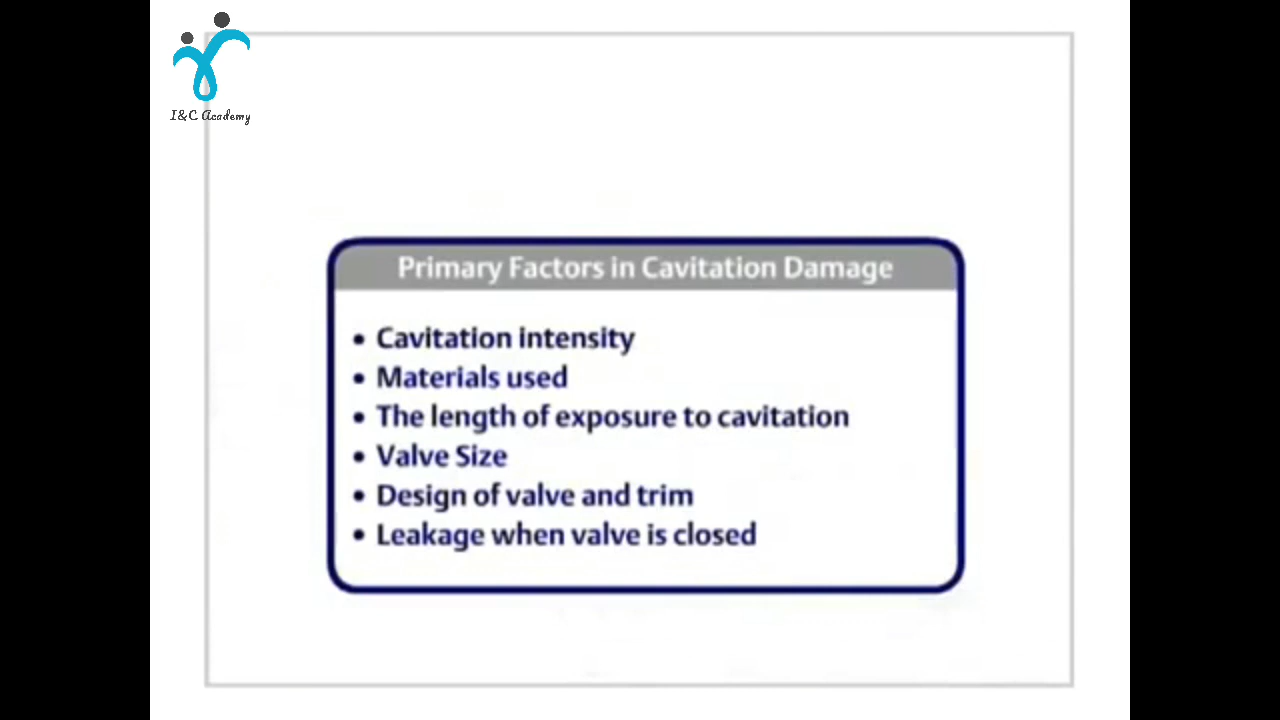 I&C Academy
Primary Factors in Cavitation Damage
• Cavitation intensity
• Materials used
• The length of exposure to cavitation
• Valve Size
• Design of valve and trim
• Leakage when valve is closed